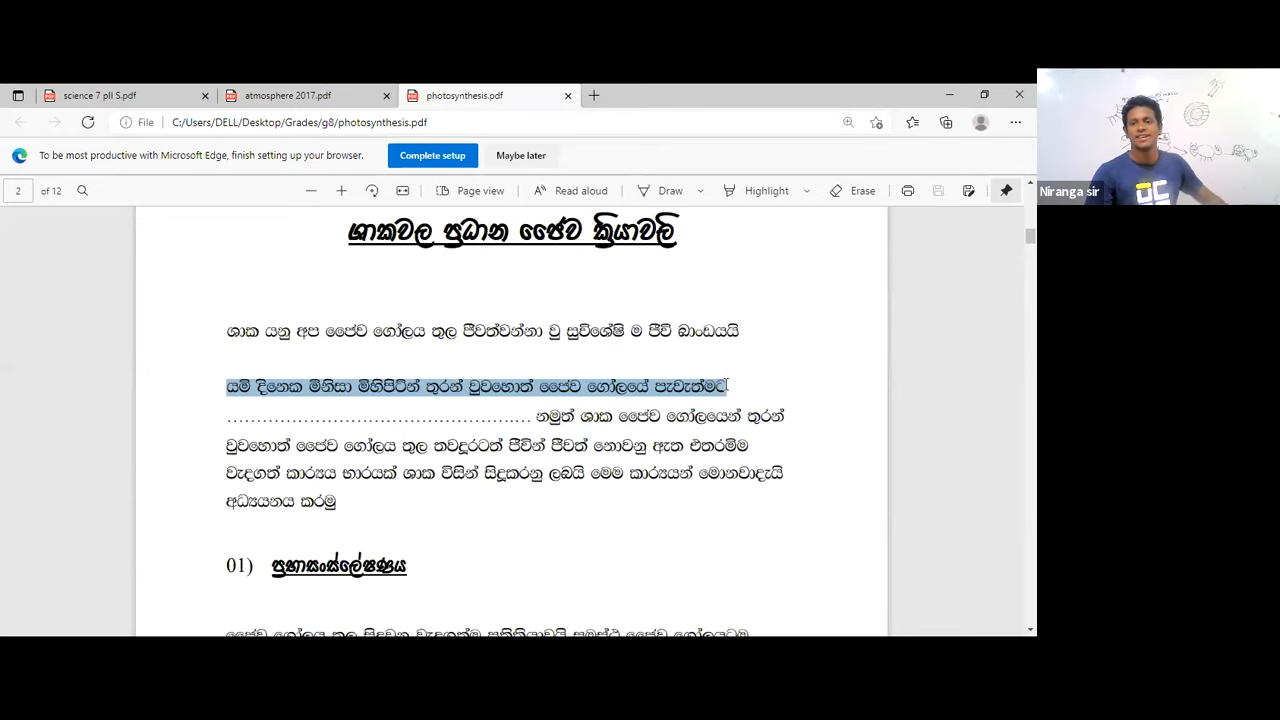 science 7 pll S.pdf
atmosphere 2017.pdf
photosynthesis.pdf
File
C:/Users/DELL/Desktop/Grades/g8/photosynthesis.pdf
To be most productive with Microsoft Edge, finish setting up your browser.
Complete setup
Maybe later
2 of 12
Page view
Read aloud
Draw
Highlight
Erase
Niranga sir
ශාකවල ප්‍රධාන ජෛව ක්‍රියාවලි
ශාක යනු අප ජෛව ගෝලය තුල ජීවත්වන්නා වු සුවිශේෂි ම ජීවි ඛාංඩයයි
යම් දිනෙක මිනිසා මිහිපිටින් තුරන් වුවහොත් ජෛව ගෝලයේ පැවැත්මට
……………………………………………….… නමුත් ශාක ජෛව ගෝලයෙන් තුරන්
වුවහොත් ජෛව ගෝලය තුල තවදූරටත් ජීවින් ජීවත් නොවනු ඇත එතරම්ම
වැදගත් කාර්‍යය භාරයක් ශාක විසින් සිදූකරනු ලබයි මෙම කාර්‍යයන් මොනවාදැයි
අධ්‍යයනය කරමු
01) ප්‍රභාසංස්ලේෂණය